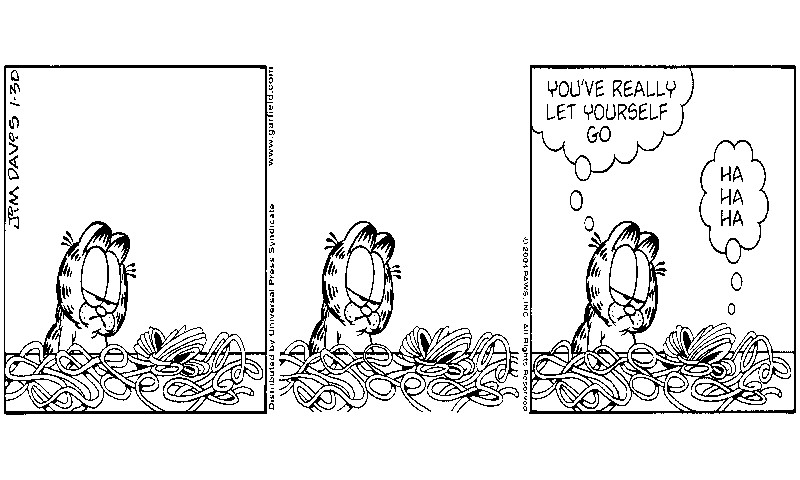 JIM DAVIS 1-30
www.garfield.com
Distributed by Universal Press Syndicate
© 2004 PAWS, INC. All Rights Reserved
YOU'VE REALLY
LET YOURSELF
GO
HA
HA
HA